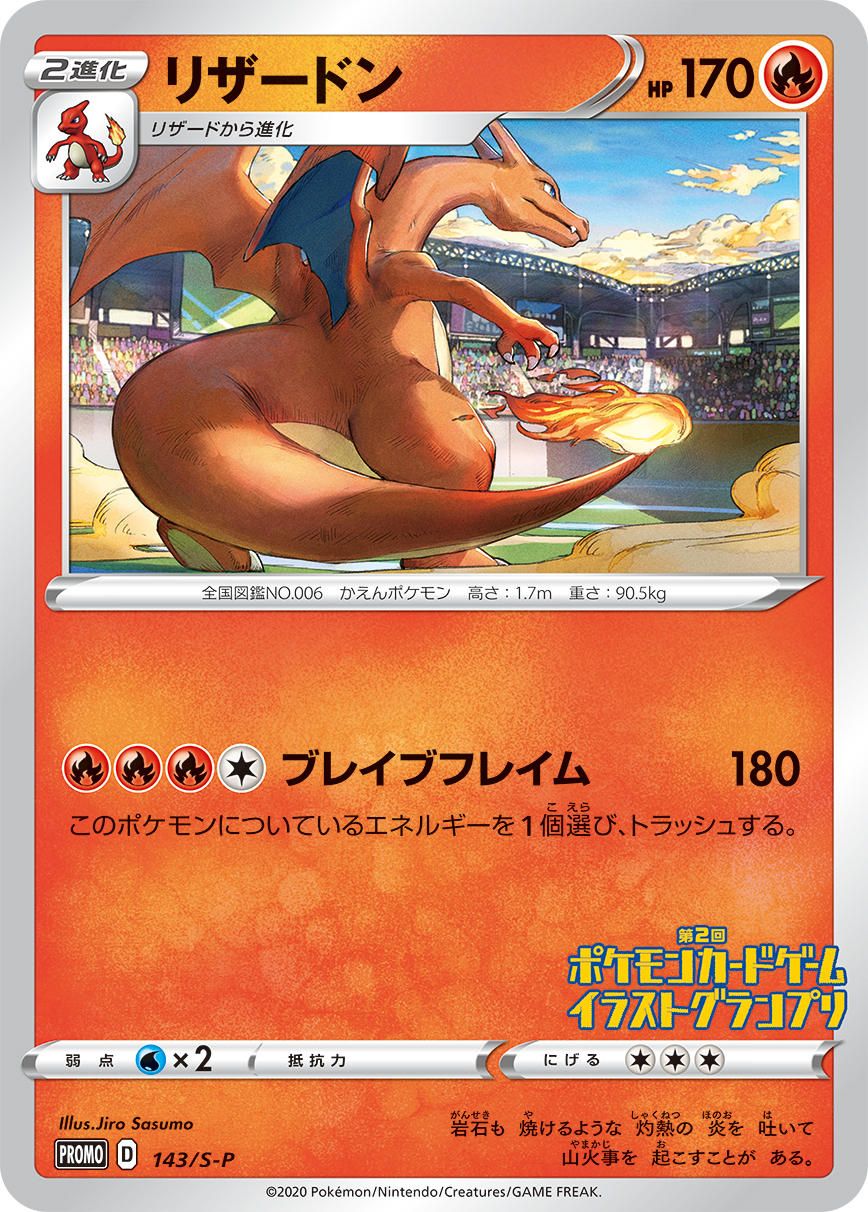 2進化
リザードン
HP 170
リザードから進化
全国図鑑NO.006 かえんポケモン 高さ：1.7m 重さ：90.5kg
ブレイブフレイム 180
このポケモンについているエネルギーを1個選び、トラッシュする。
第2回
ポケモンカードゲーム
イラストグランプリ
弱点 ×2 抵抗力 にげる
Illus.Jiro Sasumo
岩石も 焼けるような 灼熱の 炎を 吐いて
山火事を 起こすことが ある。
PROMO D 143/S-P
©2020 Pokémon/Nintendo/Creatures/GAME FREAK.